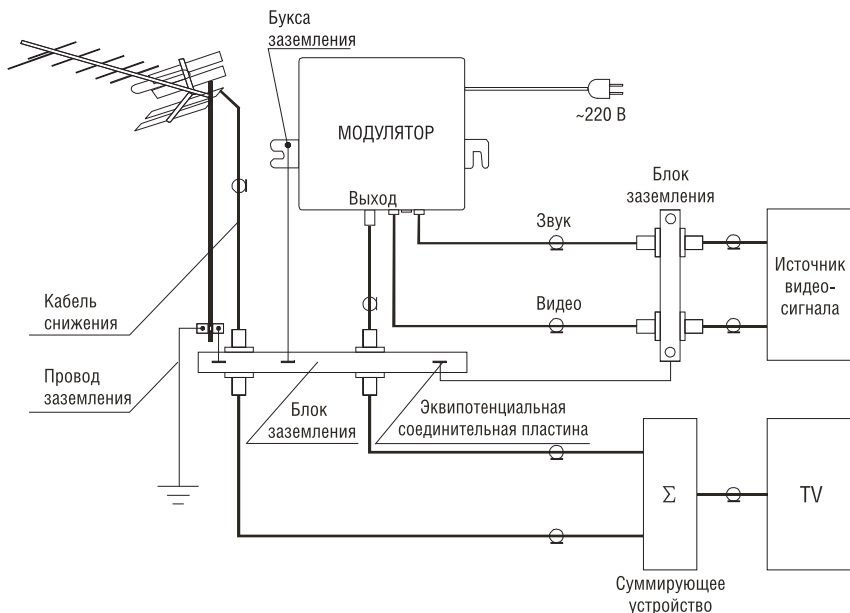 Букса
заземления
МОДУЛЯТОР
~220 В
Выход
Блок
заземления
Звук
Видео
Источник
видео-
сигнала
Кабель
снижения
Провод
заземления
Блок
заземления
Эквипотенциальная
соединительная пластина
Σ
TV
Суммирующее
устройство